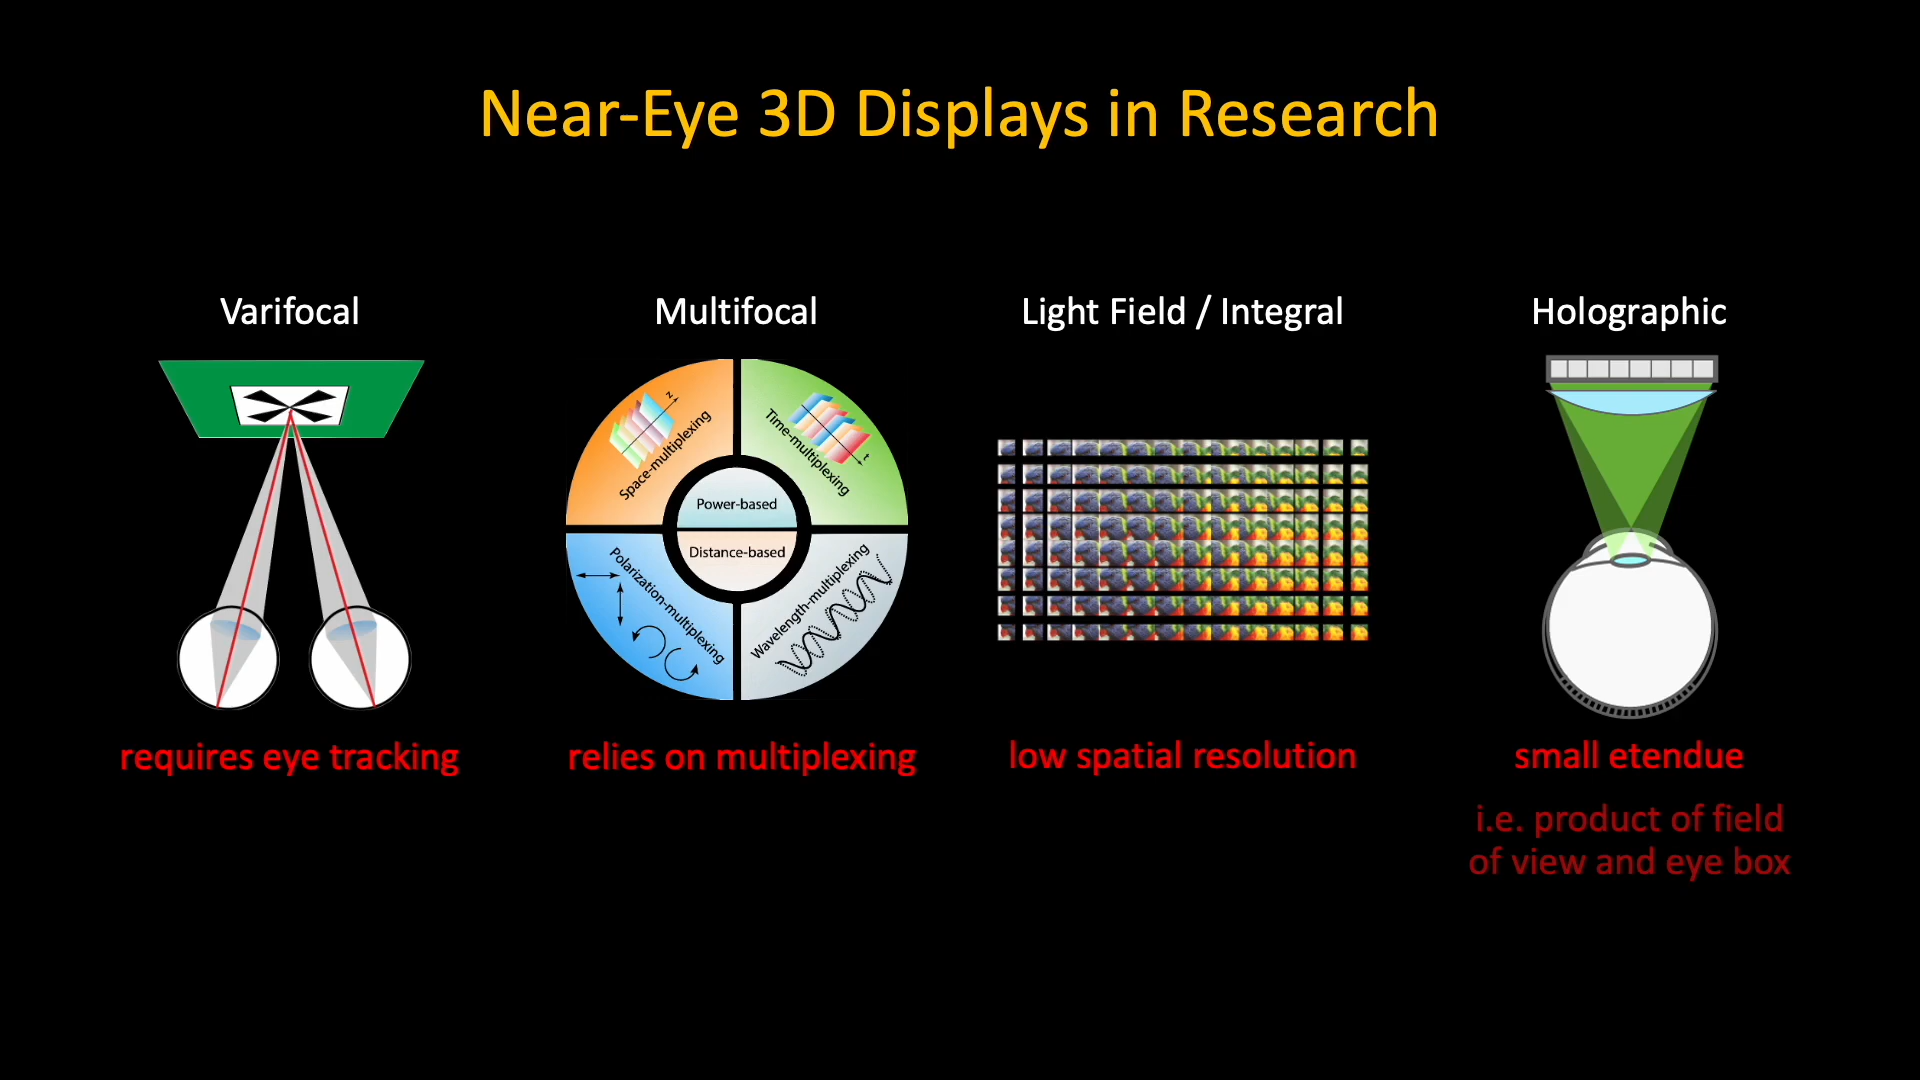 Near-Eye 3D Displays in Research
Varifocal
Multifocal
Light Field / Integral
Holographic
z
Space-multiplexing
Time-multiplexing
t
Power-based
Distance-based
Polarization-multiplexing
Wavelength-multiplexing
requires eye tracking
relies on multiplexing
low spatial resolution
small etendue
i.e. product of field
of view and eye box